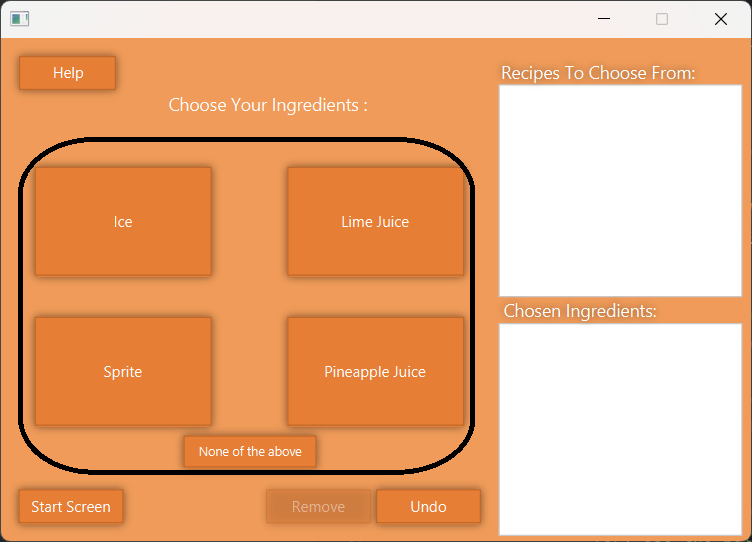 Help
Recipes To Choose From:
Choose Your Ingredients :
Ice
Lime Juice
Chosen Ingredients:
Sprite
Pineapple Juice
None of the above
Start Screen
Remove
Undo